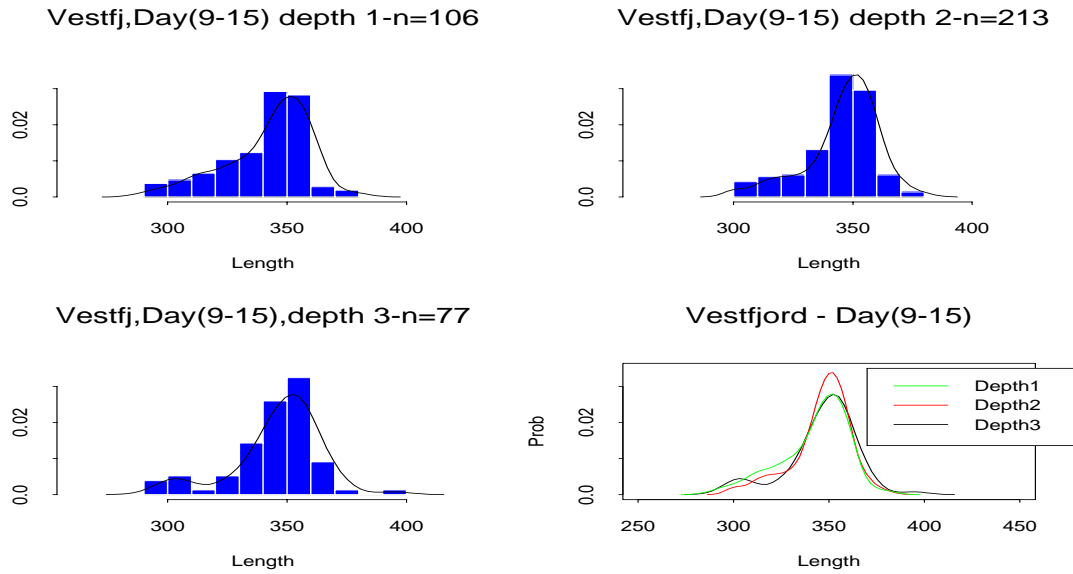 Vestfj,Day(9-15) depth 1-n=106
0.02
0.0
300 350 400
Length
Vestfj,Day(9-15) depth 2-n=213
0.02
0.0
300 350 400
Length
Vestfj,Day(9-15),depth 3-n=77
0.02
0.0
300 350 400
Length
Vestfjord - Day(9-15)
Prob
0.02
0.0
Depth1
Depth2
Depth3
250 300 350 400 450
Length